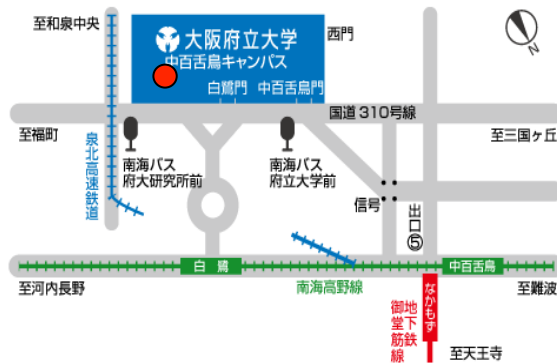 至和泉中央
大阪府立大学
中百舌鳥キャンパス
西門
N
白鷺門
中百舌鳥門
国道310号線
至福町
至三国ヶ丘
泉北高速鉄道
南海バス
府大研究所前
南海バス
府立大学前
信号
出口⑤
白鷺
中百舌鳥
至河内長野
南海高野線
なかもず
至難波
地下鉄
御堂筋線
至天王寺